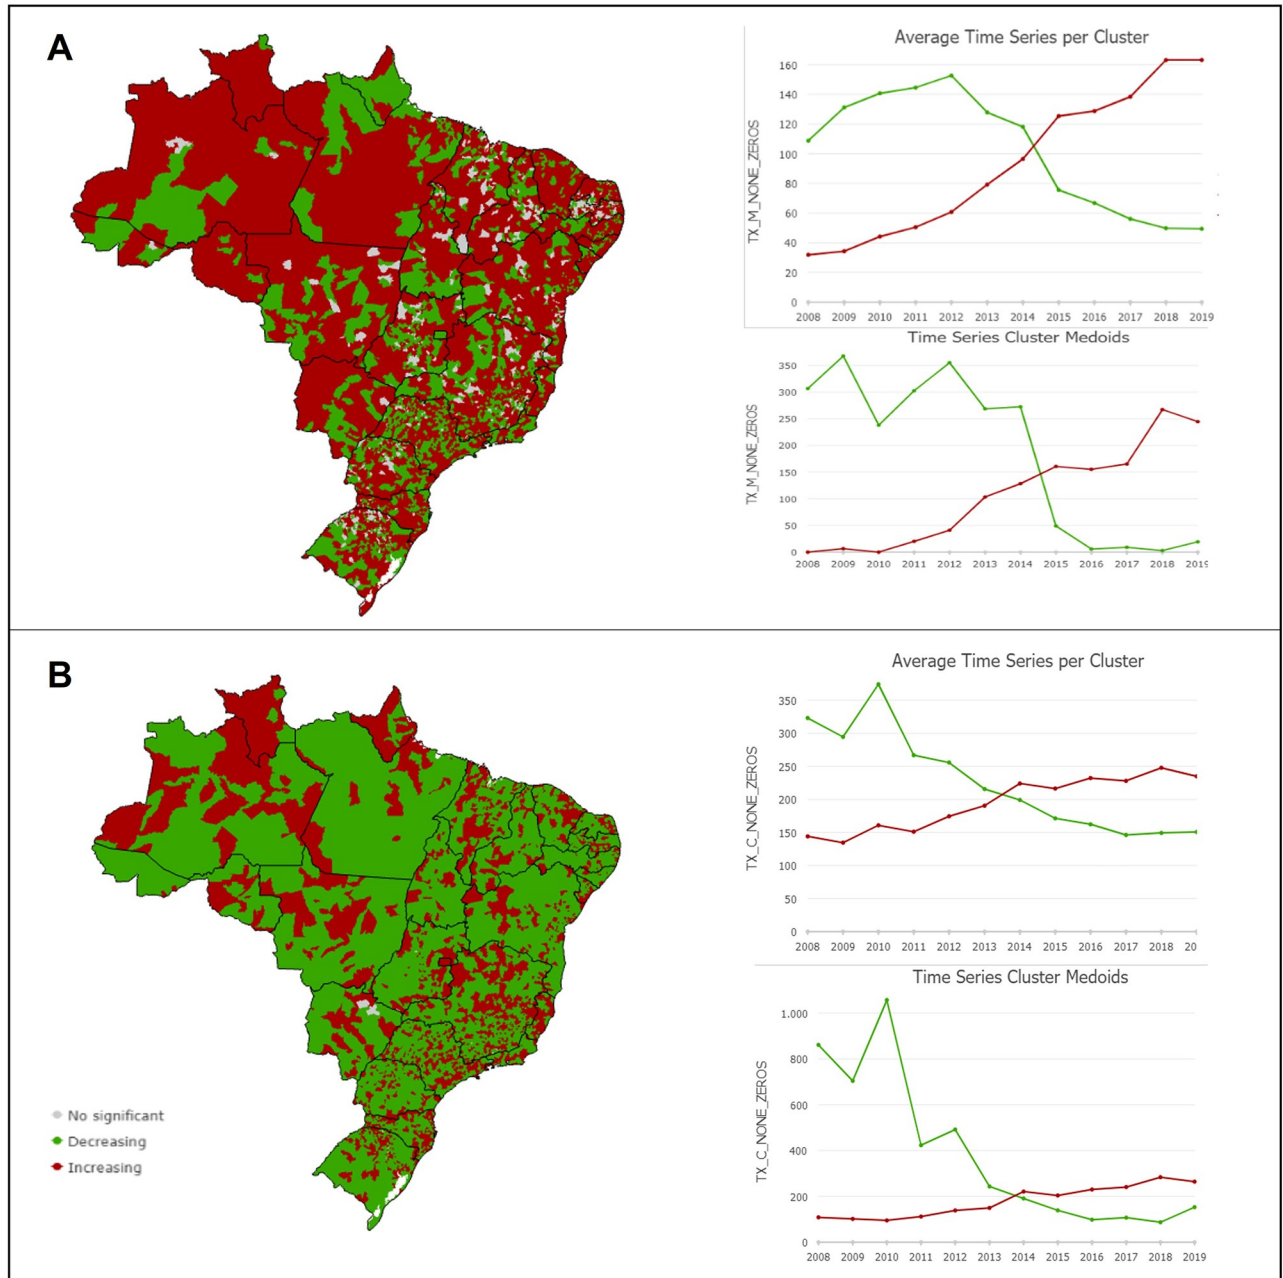 A
Average Time Series per Cluster
TX_M_NONE_ZEROS
160
140
120
100
80
60
40
20
0
2008 2009 2010 2011 2012 2013 2014 2015 2016 2017 2018 2019
Time Series Cluster Medoids
TX_M_NONE_ZEROS
350
300
250
200
150
100
50
0
2008 2009 2010 2011 2012 2013 2014 2015 2016 2017 2018 2019
B
Average Time Series per Cluster
TX_C_NONE_ZEROS
350
300
250
200
150
100
50
0
2008 2009 2010 2011 2012 2013 2014 2015 2016 2017 2018 20
Time Series Cluster Medoids
TX_C_NONE_ZEROS
1.000
800
600
400
200
0
2008 2009 2010 2011 2012 2013 2014 2015 2016 2017 2018 2019
No significant
Decreasing
Increasing